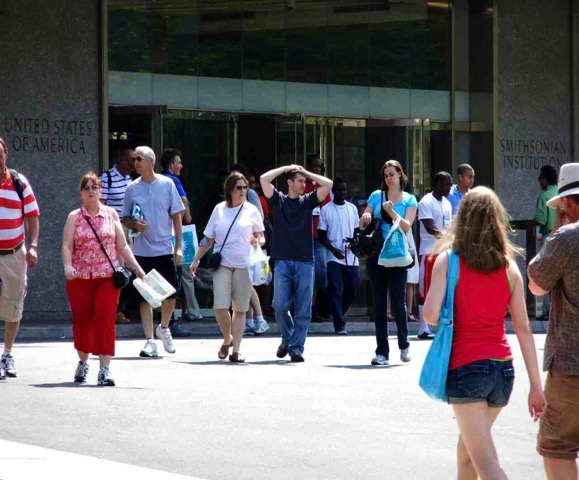 UNITED STATES
OF AMERICA
SMITHSONIAN
INSTITUTION